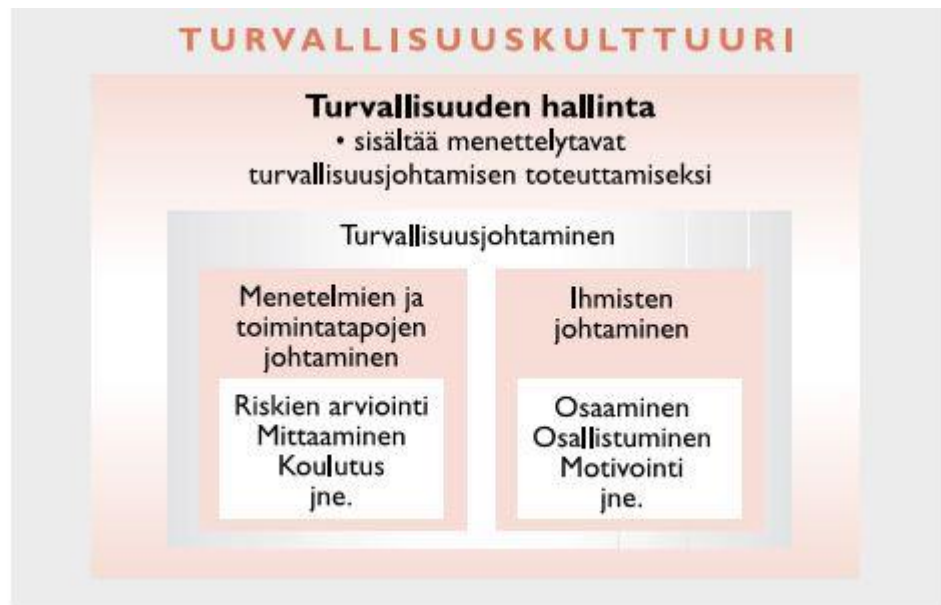 TURVALLISUUSKULTTUURI
Turvallisuuden hallinta
• sisältää menettelytavat
turvallisuusjohtamisen toteuttamiseksi
Turvallisuusjohtaminen
Menetelmien ja
toimintatapojen
johtaminen
Riskien arviointi
Mittaaminen
Koulutus
jne.
Ihmisten
johtaminen
Osaaminen
Osallistuminen
Motivointi
jne.